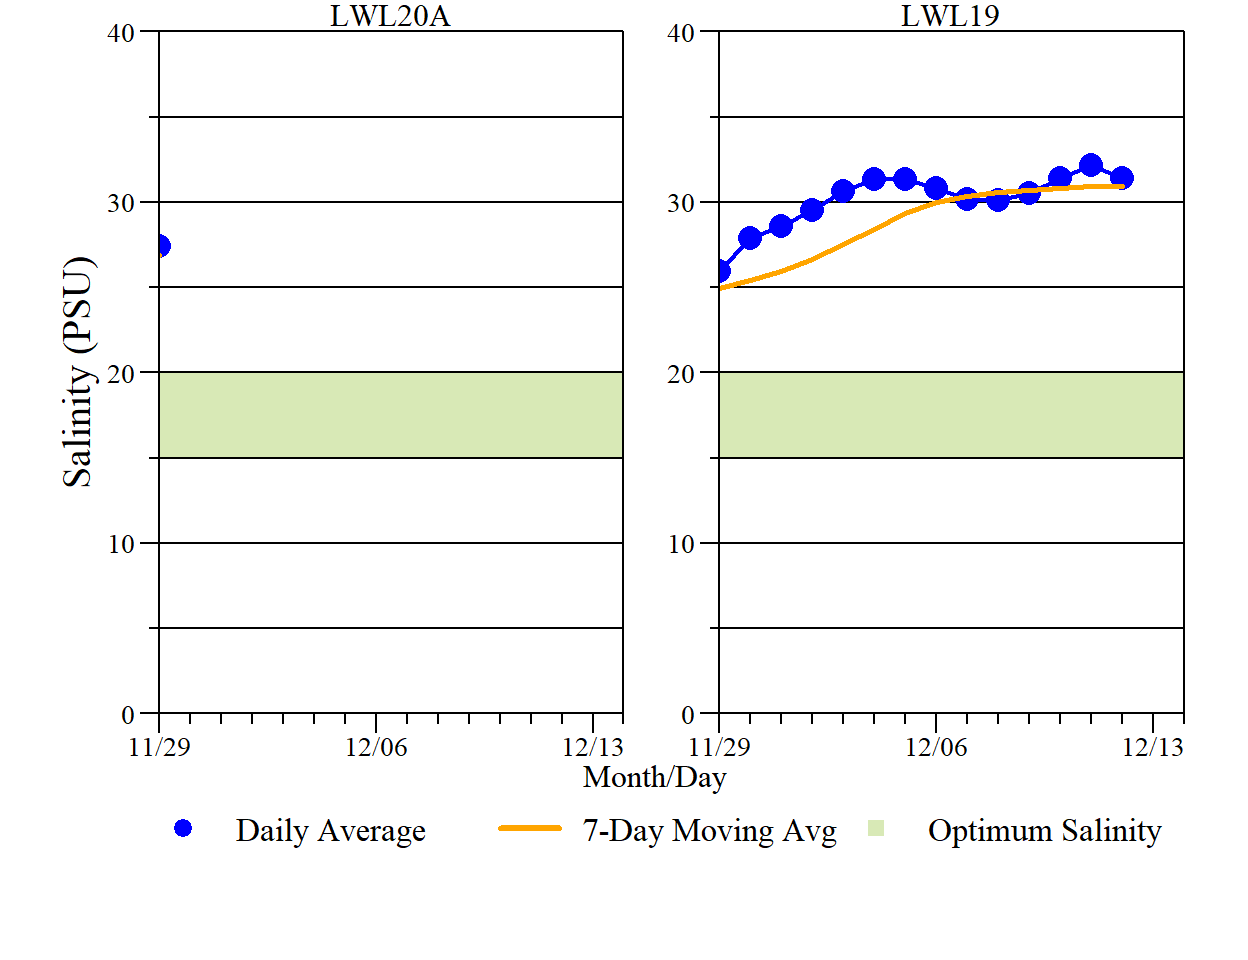 LWL20A
LWL19
40
30
20
10
0
40
30
20
10
0
Salinity (PSU)
11/29
12/06
12/13
11/29
12/06
12/13
Month/Day
Daily Average
7-Day Moving Avg
Optimum Salinity